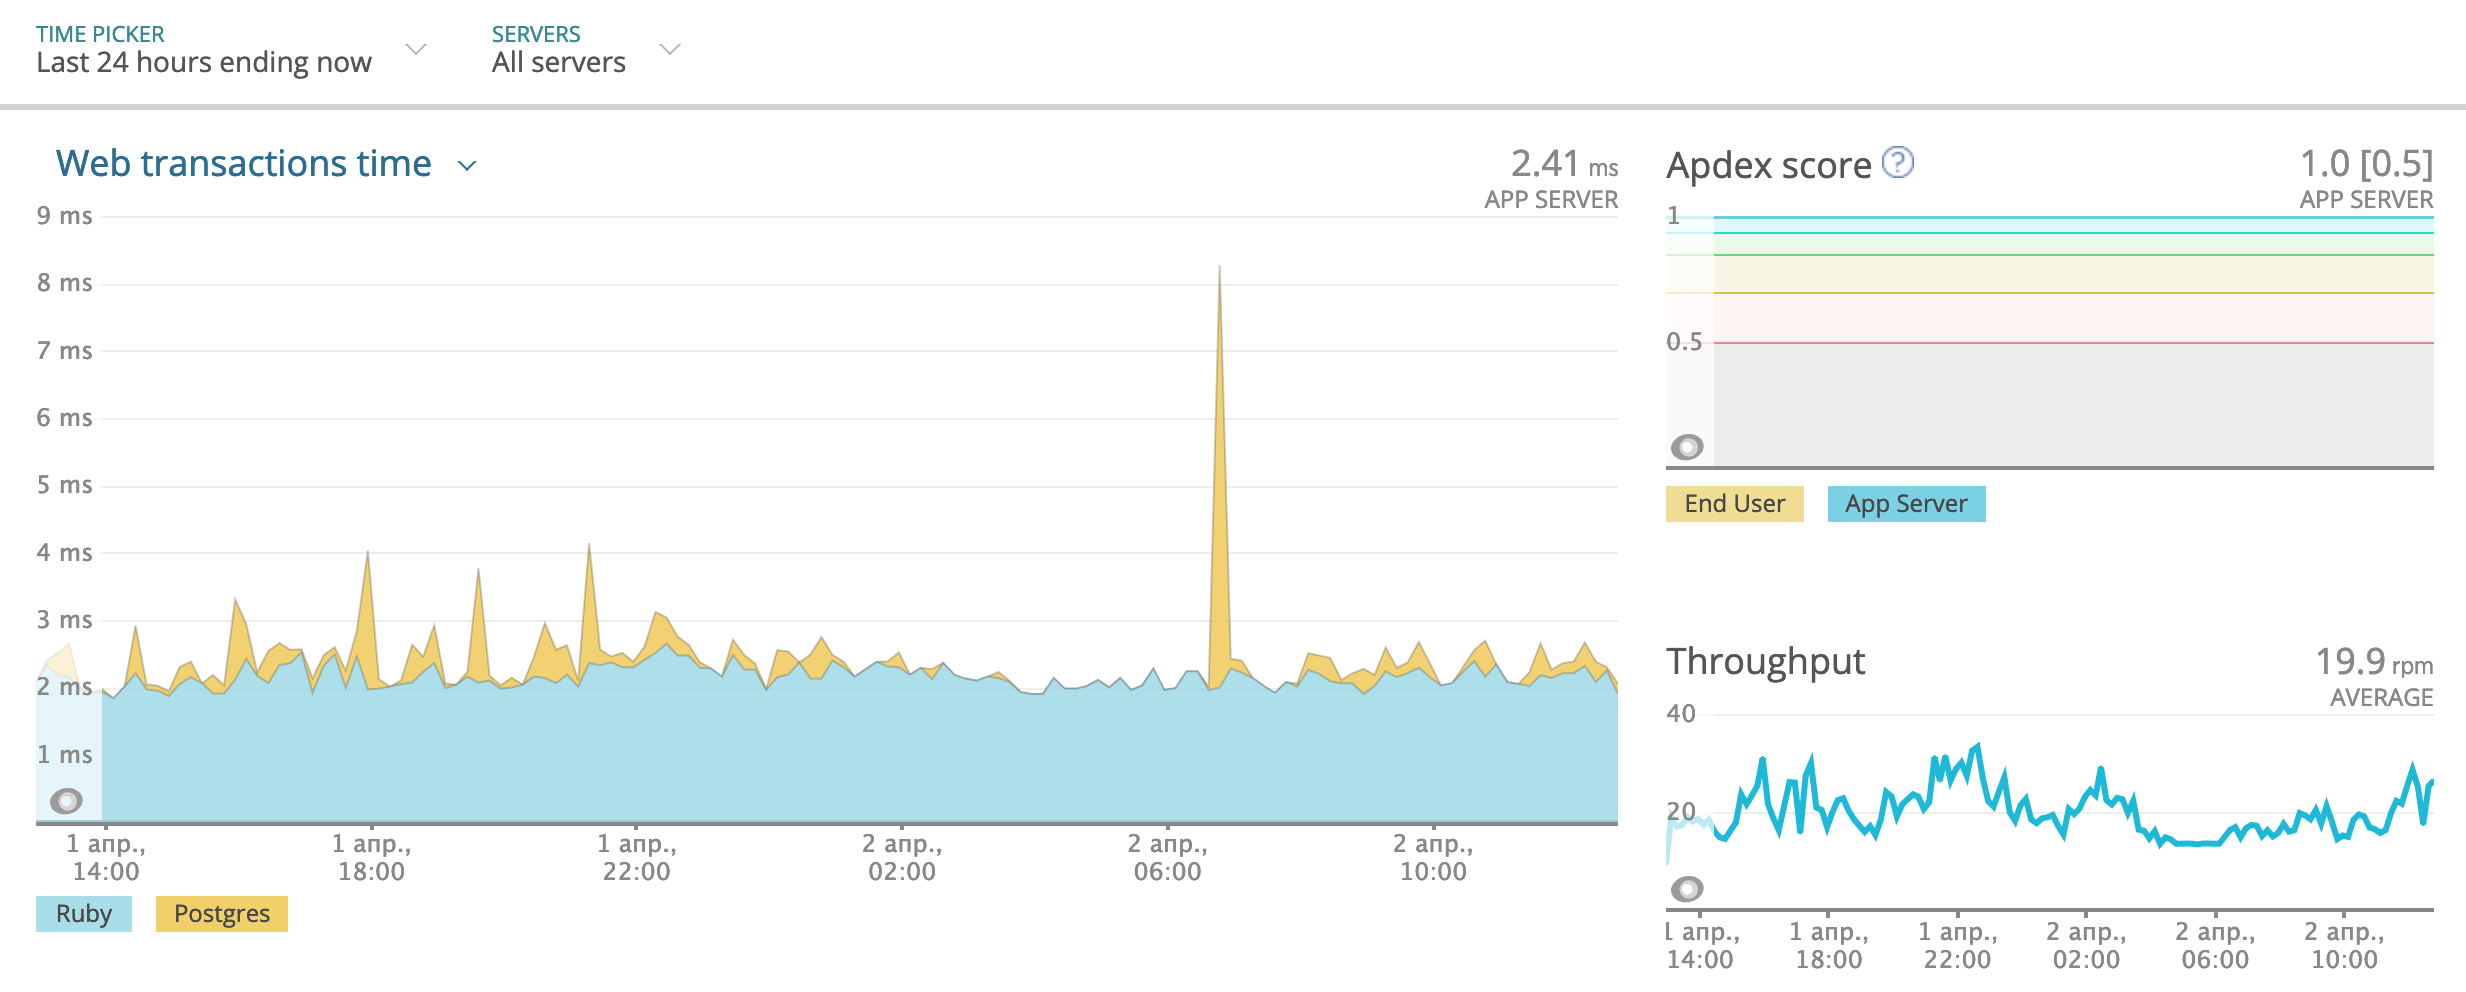 TIME PICKER
Last 24 hours ending now
SERVERS
All servers
Web transactions time
2.41 ms
APP SERVER
9 ms
8 ms
7 ms
6 ms
5 ms
4 ms
3 ms
2 ms
1 ms
1 апр.,
14:00
1 апр.,
18:00
1 апр.,
22:00
2 апр.,
02:00
2 апр.,
06:00
2 апр.,
10:00
Ruby
Postgres
Apdex score ?
1.0 [0.5]
APP SERVER
1
0.5
End User
App Server
Throughput
19.9 rpm
AVERAGE
40
20
1 апр.,
14:00
1 апр.,
18:00
1 апр.,
22:00
2 апр.,
02:00
2 апр.,
06:00
2 апр.,
10:00